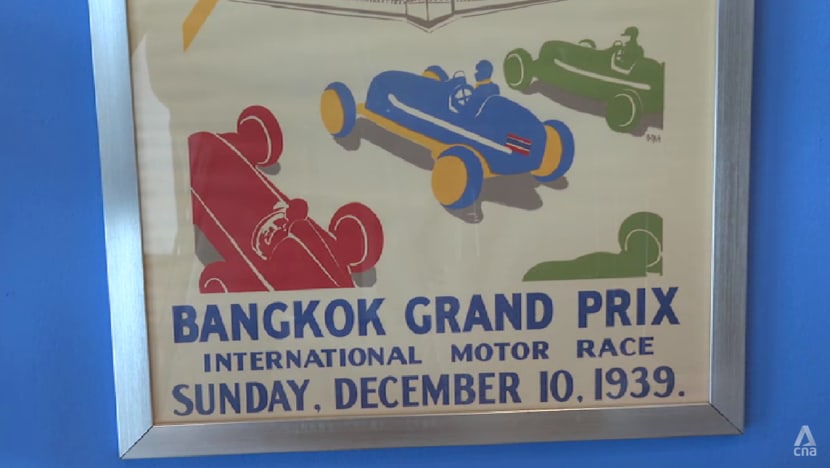 BANGKOK GRAND PRIX
INTERNATIONAL MOTOR RACE
SUNDAY, DECEMBER 10, 1939.
cna